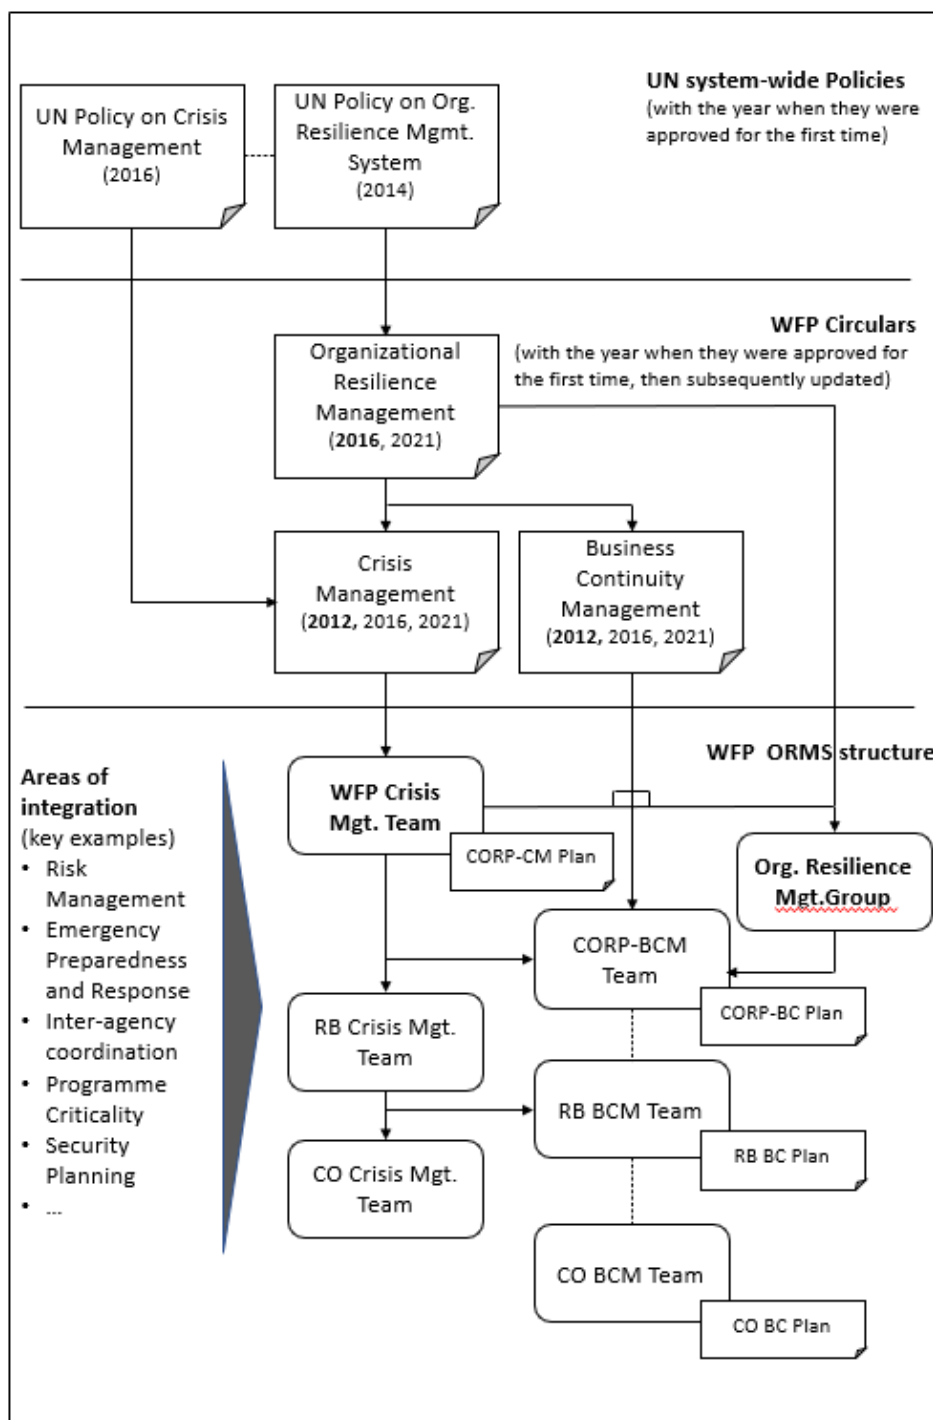 UN Policy on Crisis
Management
(2016)
UN Policy on Org.
Resilience Mgmt.
System
(2014)
UN system-wide Policies
(with the year when they were
approved for the first time)
WFP Circulars
(with the year when they were approved for
the first time, then subsequently updated)
Organizational
Resilience
Management
(2016, 2021)
Crisis
Management
(2012, 2016, 2021)
Business
Continuity
Management
(2012, 2016, 2021)
WFP ORMS structure
Areas of
integration
(key examples)
• Risk
Management
• Emergency
Preparedness
and Response
• Inter-agency
coordination
• Programme
Criticality
• Security
Planning
• ...
WFP Crisis
Mgt. Team
CORP-CM Plan
Org. Resilience
Mgt.Group
CORP-BCM
Team
CORP-BC Plan
RB Crisis Mgt.
Team
RB BCM Team
RB BC Plan
CO Crisis Mgt.
Team
CO BCM Team
CO BC Plan